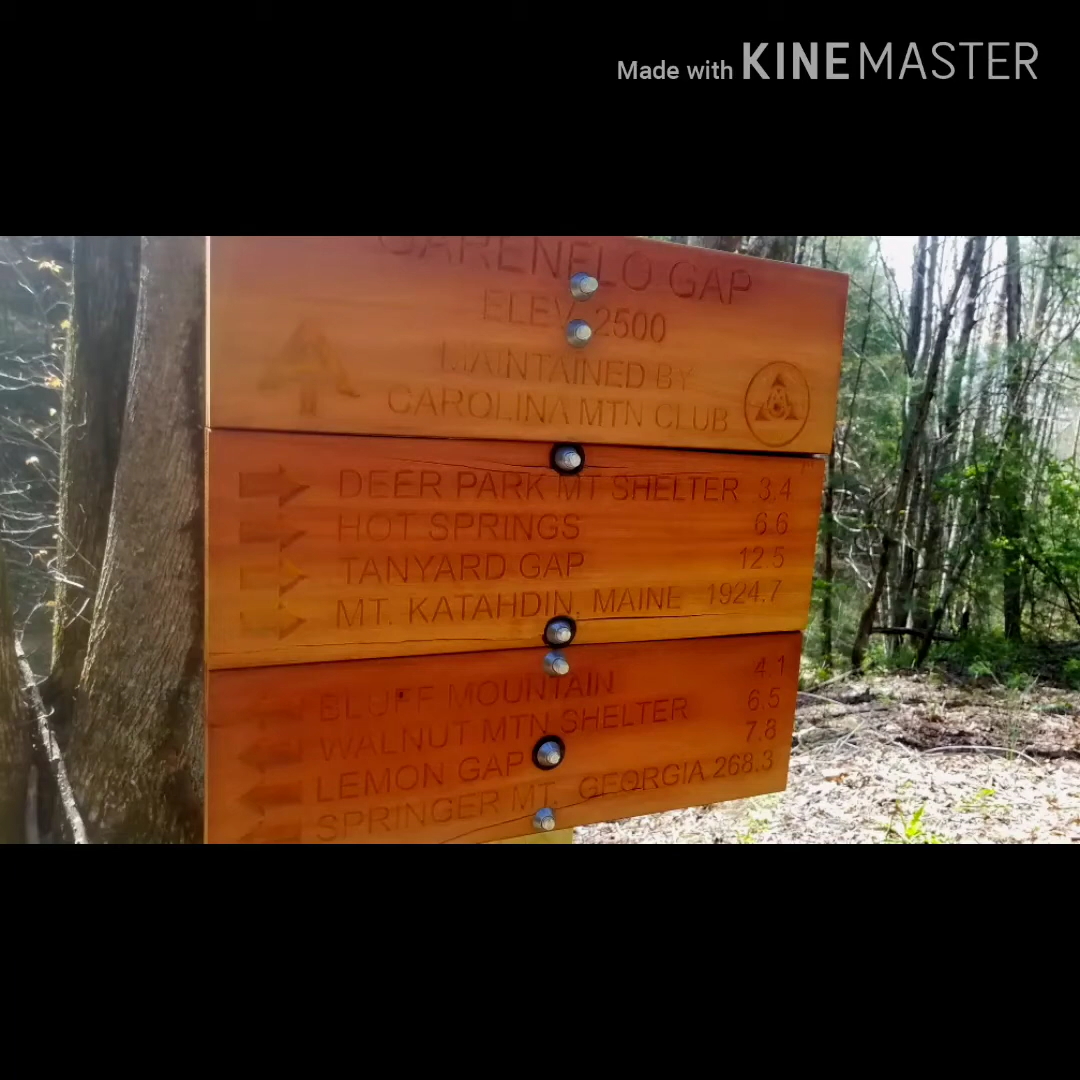 Made with KINEMASTER
GARENFLO GAP
ELEV. 2500
MAINTAINED BY
CAROLINA MTN CLUB
DEER PARK MT SHELTER 3.4
HOT SPRINGS 6.6
TANYARD GAP 12.5
MT. KATAHDIN, MAINE 1924.7
BLUFF MOUNTAIN 4.1
WALNUT MTN SHELTER 6.5
LEMON GAP 7.8
SPRINGER MT. GEORGIA 268.3